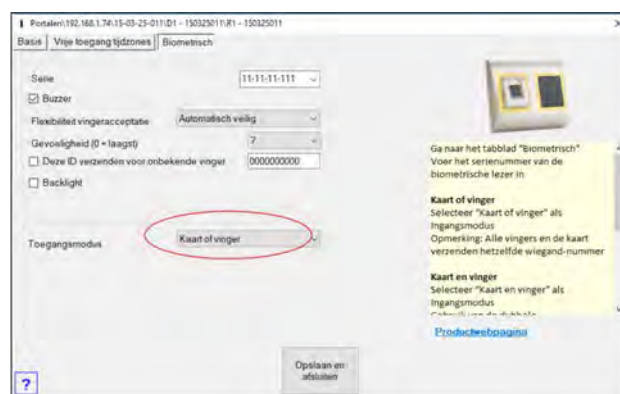 Portalen\192.168.1.74\15-03-25-011\D1 - 150325011\R1 - 150325011
Basis
Vrije toegang tijdzones
Biometrisch
Serie
11-11-11-111
Buzzer
Flexibiliteit vingeracceptatie
Automatisch veilig
Gevoeligheid (0 = laagst)
7
Deze ID verzenden voor onbekende vinger
0000000000
Backlight
Toegangsmodus
Kaart of vinger
Opslaan en
afsluiten
?
Ga naar het tabblad "Biometrisch"
Voer het serienummer van de
biometrische lezer in
Kaart of vinger
Selecteer "Kaart of vinger" als
Ingangsmodus
Opmerking: Alle vingers en de kaart
verzenden hetzelfde wiegand-nummer
Kaart en vinger
Selecteer "Kaart en vinger" als
Ingangsmodus
Productwebpagina